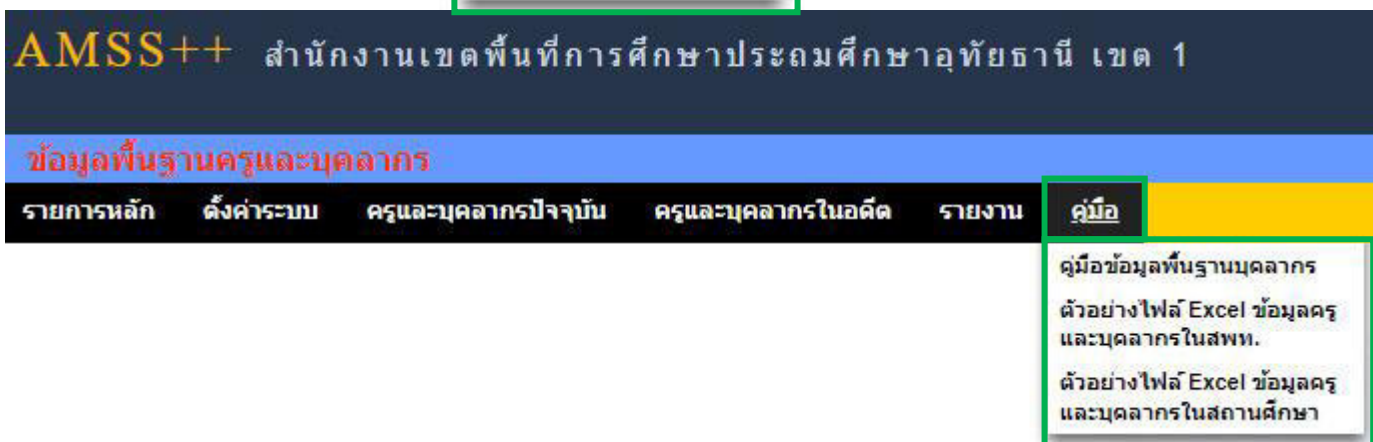 AMSS++ สำนักงานเขตพื้นที่การศึกษาประถมศึกษาอุทัยธานี เขต 1
ข้อมูลพื้นฐานครูและบุคลากร
รายการหลัก ตั้งค่าระบบ ครูและบุคลากรปัจจุบัน ครูและบุคลากรในอดีต รายงาน คู่มือ
คู่มือข้อมูลพื้นฐานบุคลากร
ตัวอย่างไฟล์ Excel ข้อมูลครู
และบุคลากรในสพท.
ตัวอย่างไฟล์ Excel ข้อมูลครู
และบุคลากรในสถานศึกษา